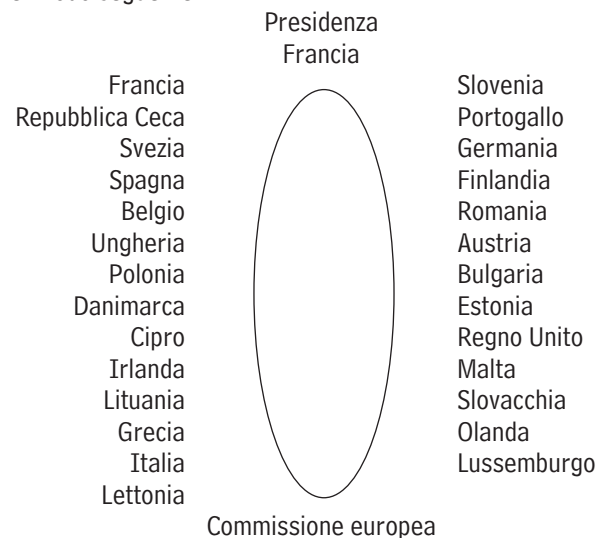 Presidenza
Francia
Francia
Repubblica Ceca
Svezia
Spagna
Belgio
Ungheria
Polonia
Danimarca
Cipro
Irlanda
Lituania
Grecia
Italia
Lettonia
Slovenia
Portogallo
Germania
Finlandia
Romania
Austria
Bulgaria
Estonia
Regno Unito
Malta
Slovacchia
Olanda
Lussemburgo
Commissione europea